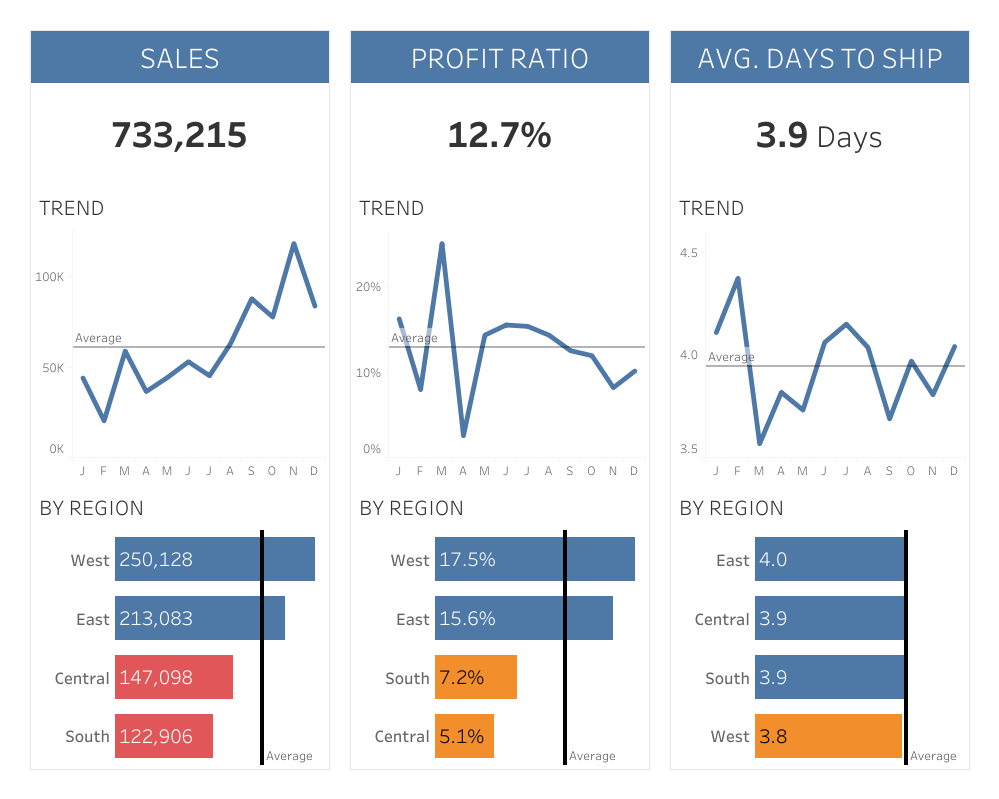 SALES
733,215
TREND
100K
Average
50K
0K
J F M A M J J A S O N D
BY REGION
West 250,128
East 213,083
Central 147,098
South 122,906
Average
PROFIT RATIO
12.7%
TREND
20%
Average
10%
0%
J F M A M J J A S O N D
BY REGION
West 17.5%
East 15.6%
South 7.2%
Central 5.1%
Average
AVG. DAYS TO SHIP
3.9 Days
TREND
4.5
4.0
Average
3.5
J F M A M J J A S O N D
BY REGION
East 4.0
Central 3.9
South 3.9
West 3.8
Average